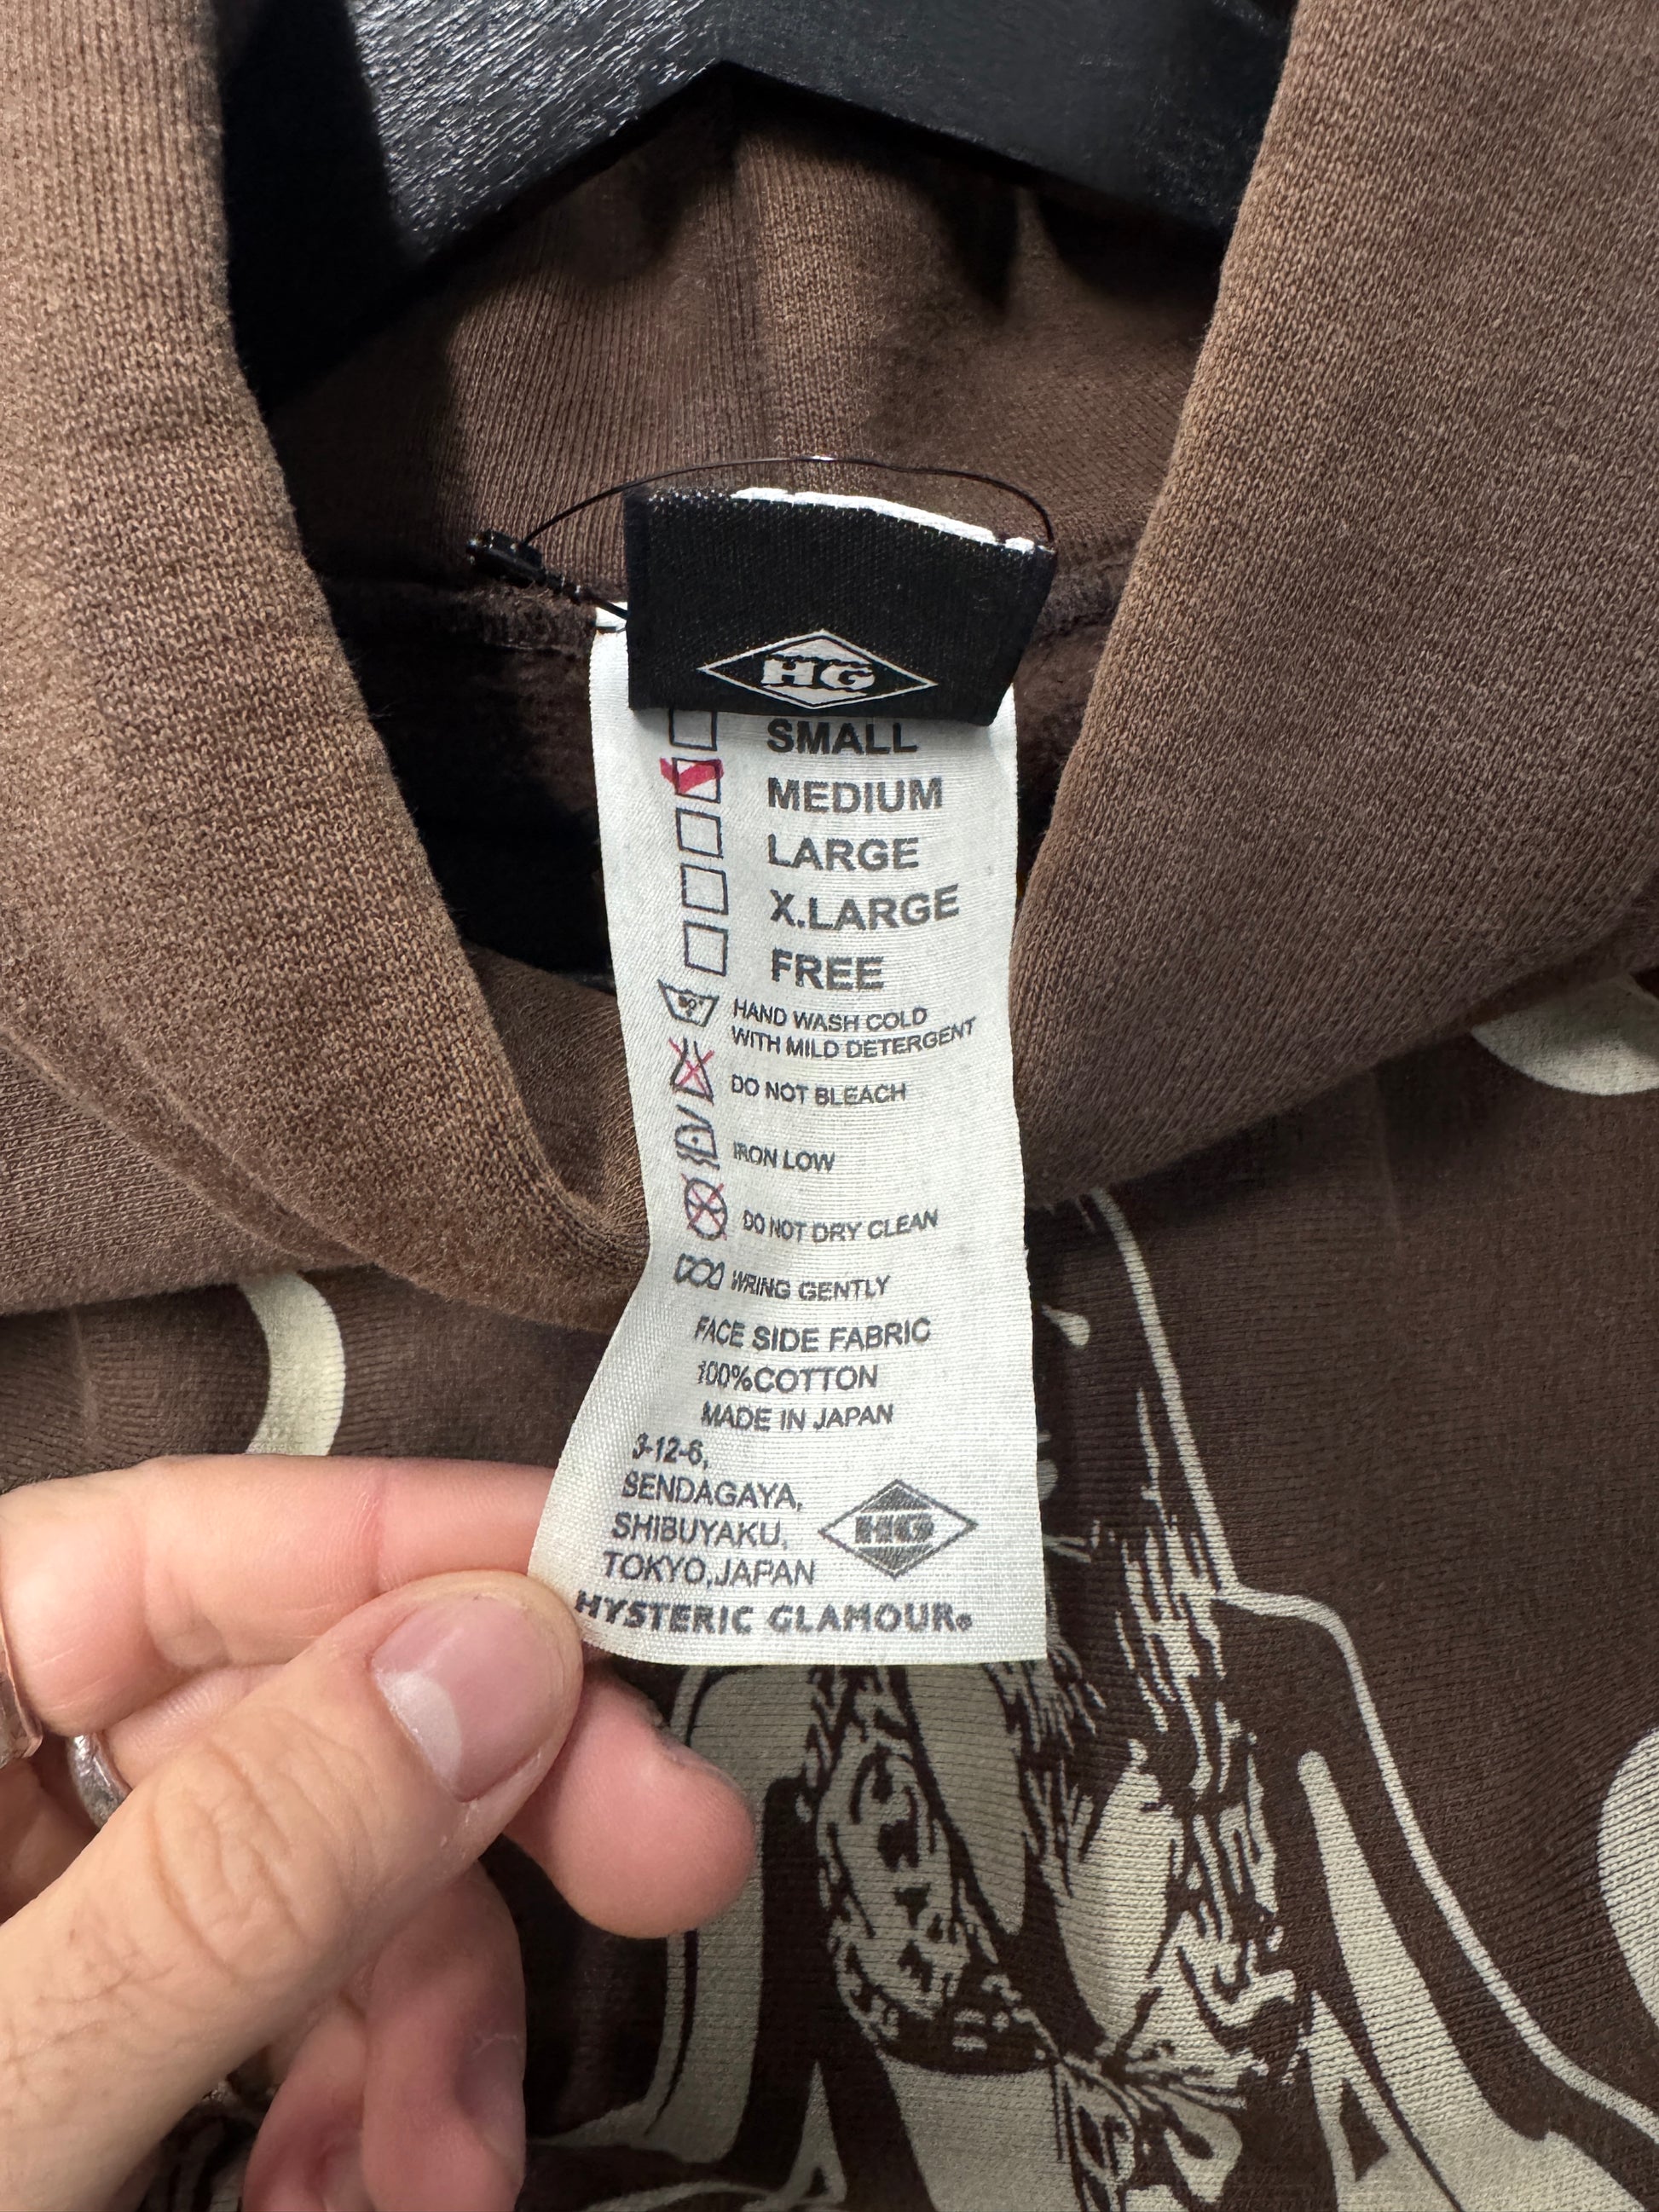 HG
SMALL
MEDIUM
LARGE
X.LARGE
FREE
HAND WASH COLD
WITH MILD DETERGENT
DO NOT BLEACH
IRON LOW
DO NOT DRY CLEAN
WRING GENTLY
FACE SIDE FABRIC
100%COTTON
MADE IN JAPAN
3-12-6,
SENDAGAYA,
SHIBUYAKU,
TOKYO,JAPAN
HG
HYSTERIC GLAMOUR®